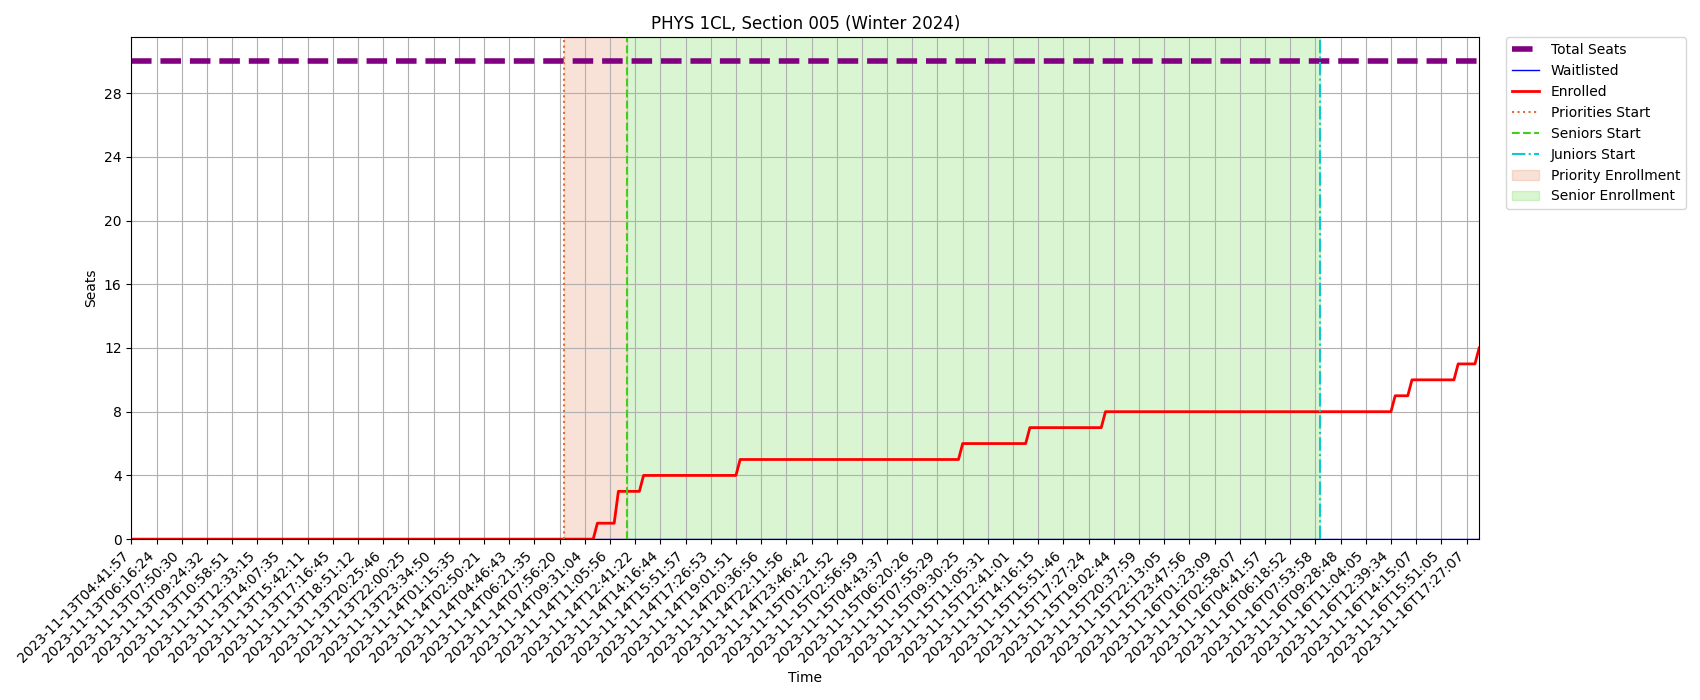 PHYS 1CL, Section 005 (Winter 2024)
Total Seats
Waitlisted
Enrolled
Priorities Start
Seniors Start
Juniors Start
Priority Enrollment
Senior Enrollment
Seats
28
24
20
16
12
8
4
0
2023-11-13T04:41:57
2023-11-13T06:16:24
2023-11-13T07:50:30
2023-11-13T09:24:32
2023-11-13T10:58:51
2023-11-13T12:33:15
2023-11-13T14:07:35
2023-11-13T15:42:11
2023-11-13T17:16:45
2023-11-13T18:51:12
2023-11-13T20:25:46
2023-11-13T22:00:25
2023-11-13T23:34:50
2023-11-14T01:15:35
2023-11-14T02:50:21
2023-11-14T04:46:43
2023-11-14T06:21:35
2023-11-14T07:56:20
2023-11-14T09:31:04
2023-11-14T11:05:56
2023-11-14T12:41:22
2023-11-14T14:16:44
2023-11-14T15:51:57
2023-11-14T17:26:53
2023-11-14T19:01:51
2023-11-14T20:36:56
2023-11-14T22:11:56
2023-11-14T23:46:42
2023-11-15T01:21:52
2023-11-15T02:56:59
2023-11-15T04:43:37
2023-11-15T06:20:26
2023-11-15T07:55:29
2023-11-15T09:30:25
2023-11-15T11:05:31
2023-11-15T12:41:01
2023-11-15T14:16:15
2023-11-15T15:51:46
2023-11-15T17:27:24
2023-11-15T19:02:44
2023-11-15T20:37:59
2023-11-15T22:13:05
2023-11-15T23:47:56
2023-11-16T01:23:09
2023-11-16T02:58:07
2023-11-16T04:41:57
2023-11-16T06:18:52
2023-11-16T07:53:58
2023-11-16T09:28:48
2023-11-16T11:04:05
2023-11-16T12:39:34
2023-11-16T14:15:07
2023-11-16T15:51:05
2023-11-16T17:27:07
Time